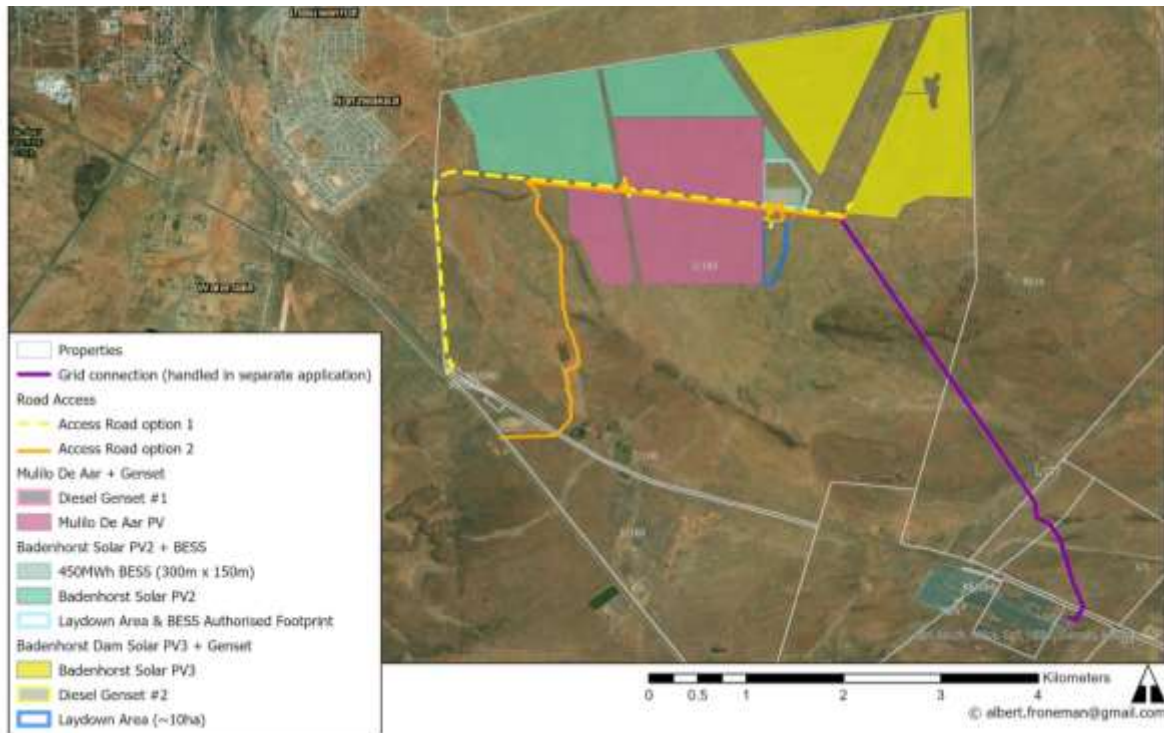 Properties
Grid connection (handled in separate application)
Road Access
Access Road option 1
Access Road option 2
Mulilo De Aar + Genset
Diesel Genset #1
Mulilo De Aar PV
Badenhorst Solar PV2 + BESS
450MWh BESS (300m x 150m)
Badenhorst Solar PV2
Laydown Area & BESS Authorised Footprint
Badenhorst Dam Solar PV3 + Genset
Badenhorst Solar PV3
Diesel Genset #2
Laydown Area (~10ha)
Kilometers
0 0.5 1 2 3 4
© albert.froneman@gmail.com